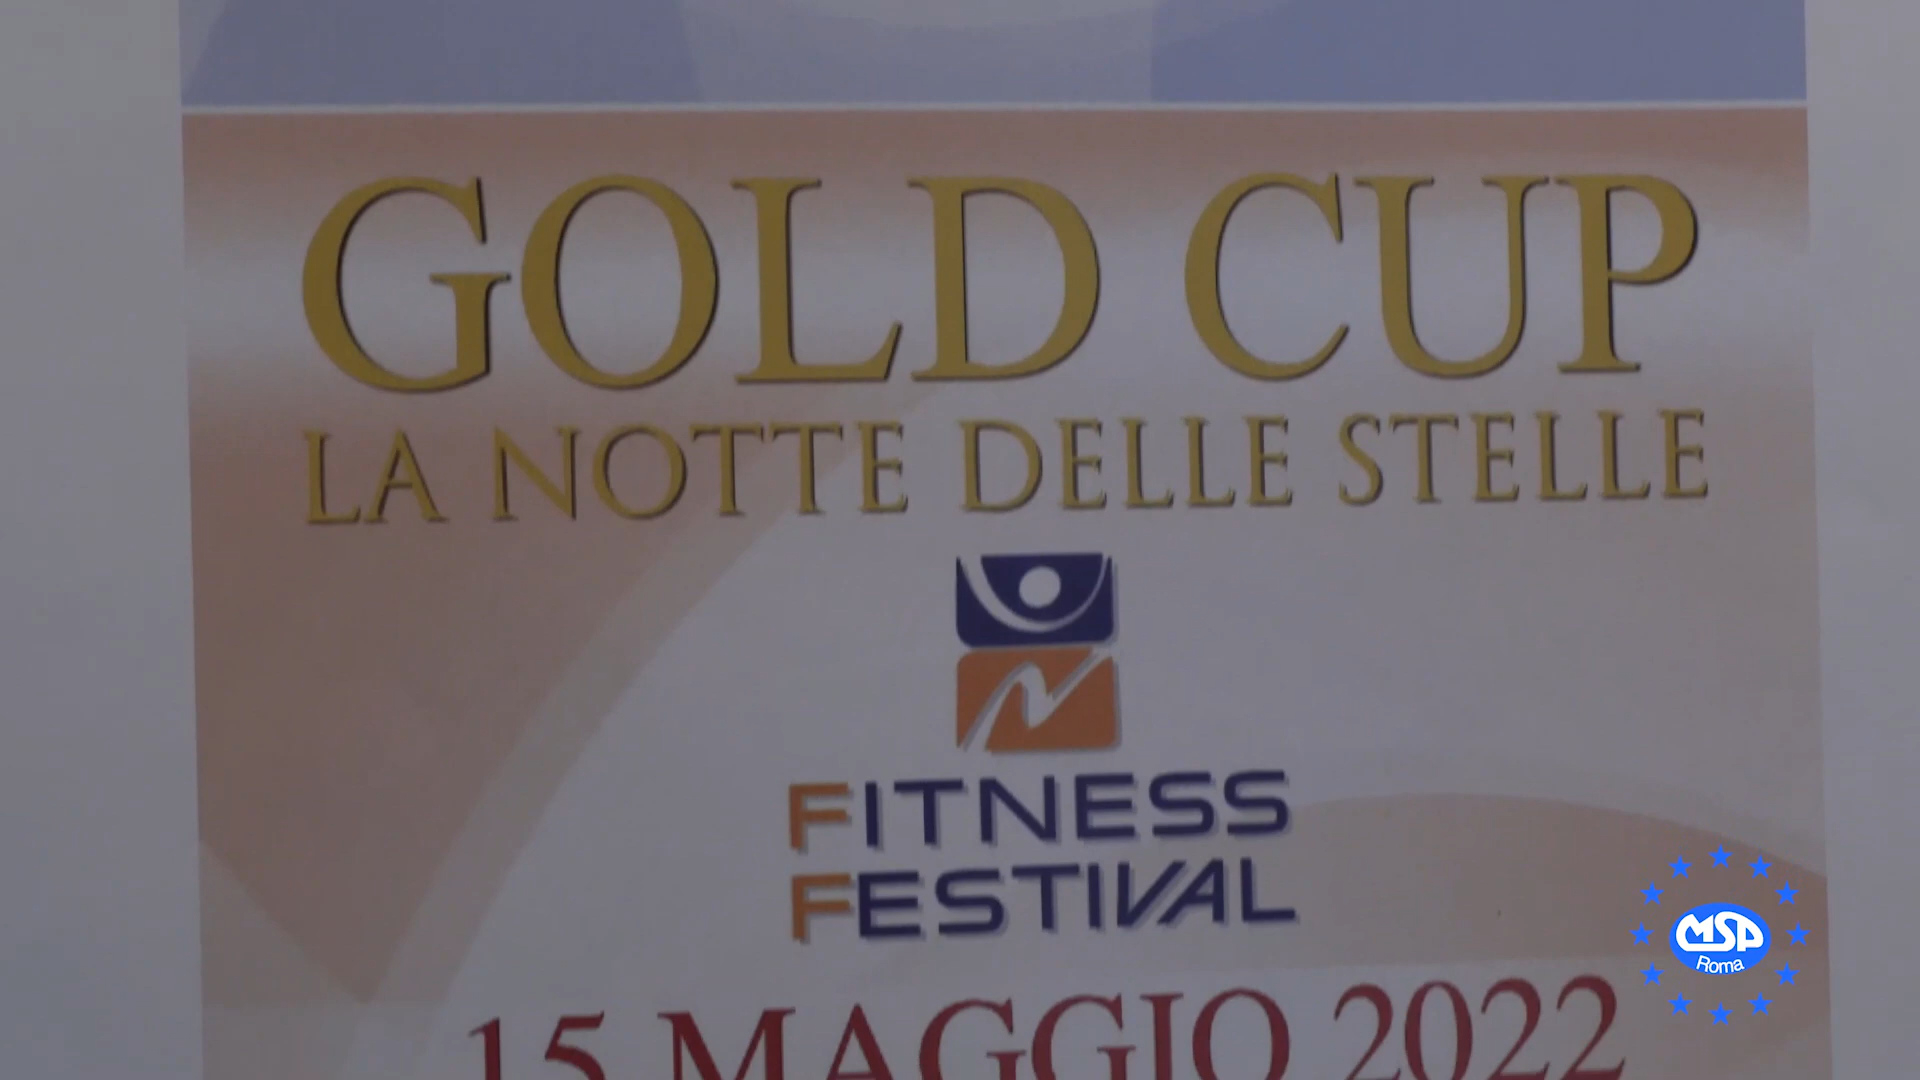 GOLD CUP
LA NOTTE DELLE STELLE
FITNESS
FESTIVAL
15 MAGGIO 2022
MSP
Roma